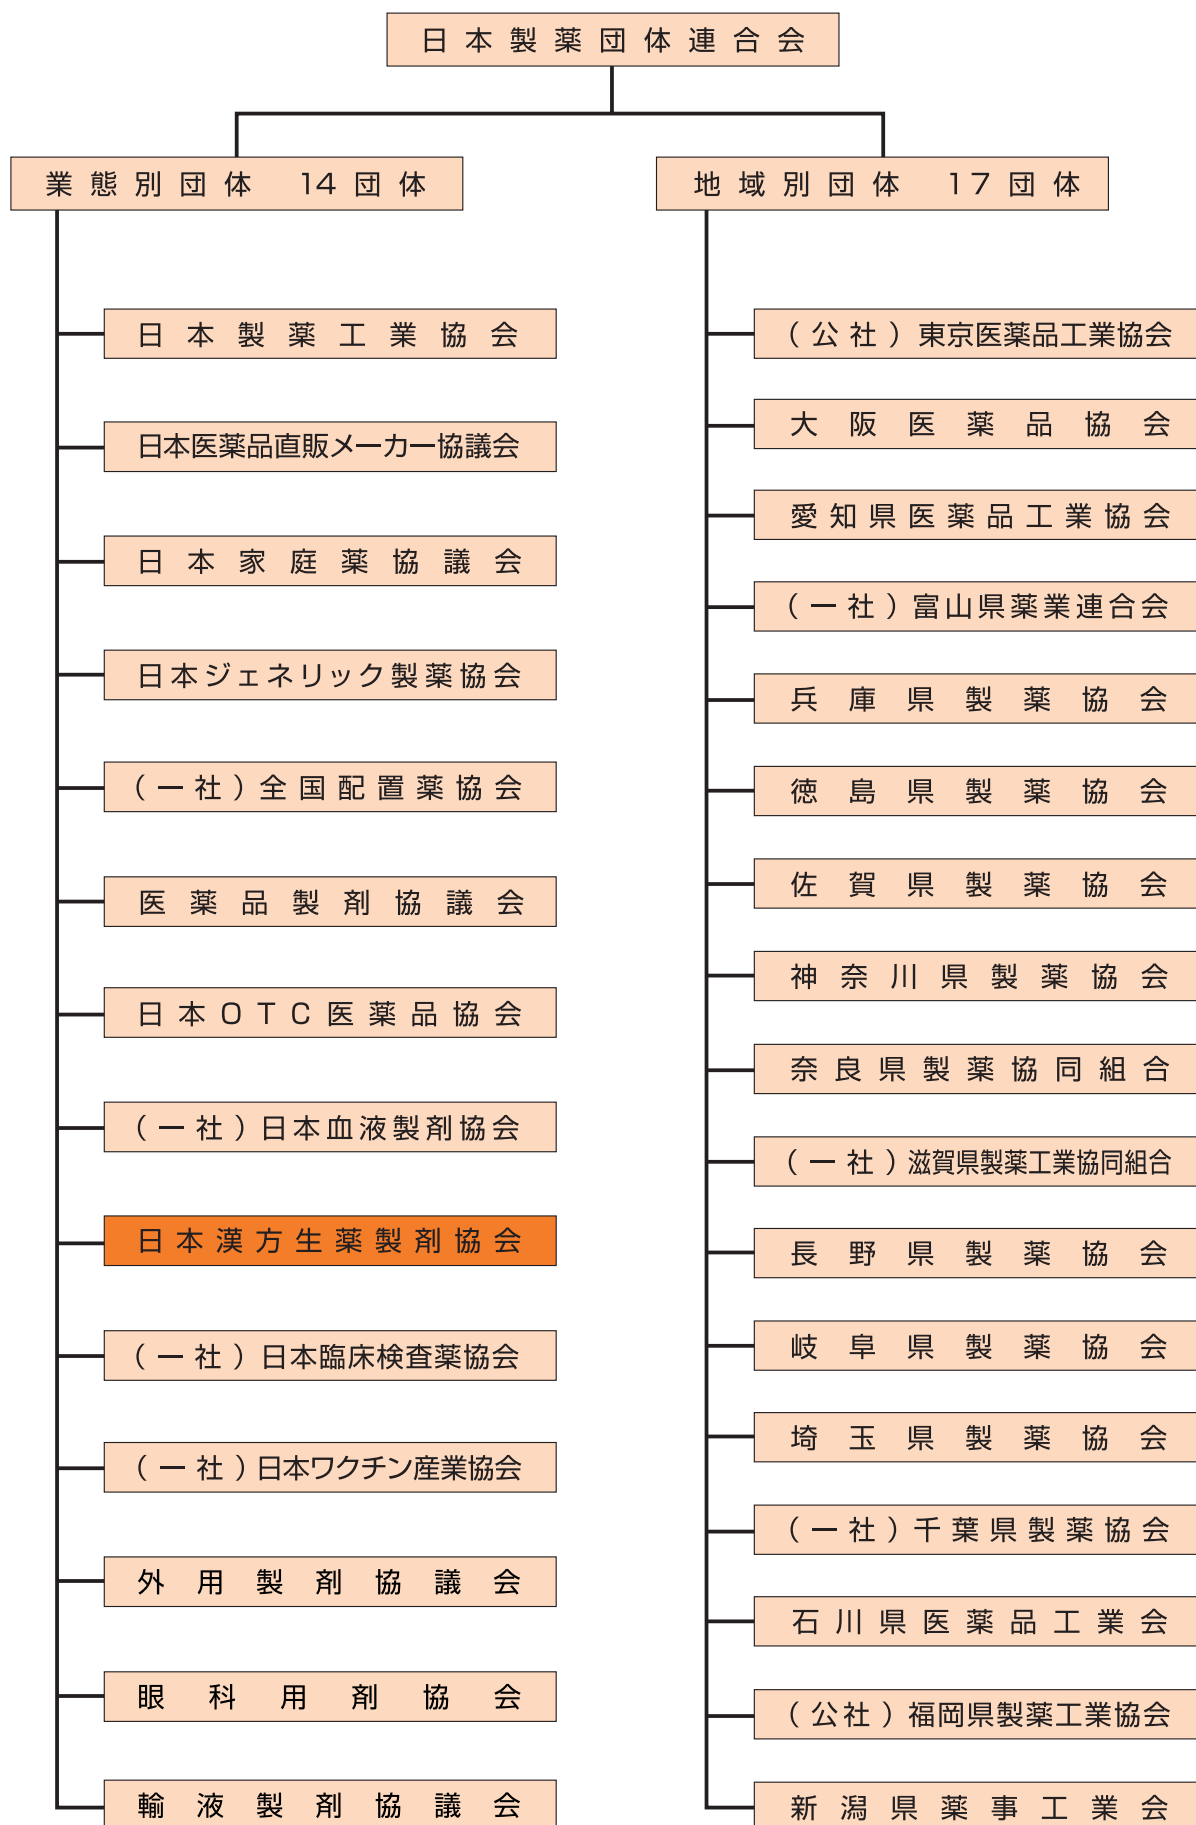 日本製薬団体連合会
業態別団体 14団体
日本製薬工業協会
日本医薬品直販メーカー協議会
日本家庭薬協議会
日本ジェネリック製薬協会
(一社)全国配置薬協会
医薬品製剤協議会
日本OTC医薬品協会
(一社)日本血液製剤協会
日本漢方生薬製剤協会
(一社)日本臨床検査薬協会
(一社)日本ワクチン産業協会
外用製剤協議会
眼科用剤協会
輸液製剤協議会
地域別団体 17団体
(公社)東京医薬品工業協会
大阪医薬品協会
愛知県医薬品工業協会
(一社)富山県薬業連合会
兵庫県製薬協会
徳島県製薬協会
佐賀県製薬協会
神奈川県製薬協会
奈良県製薬協同組合
(一社)滋賀県製薬工業協同組合
長野県製薬協会
岐阜県製薬協会
埼玉県製薬協会
(一社)千葉県製薬協会
石川県医薬品工業会
(公社)福岡県製薬工業協会
新潟県薬事工業会